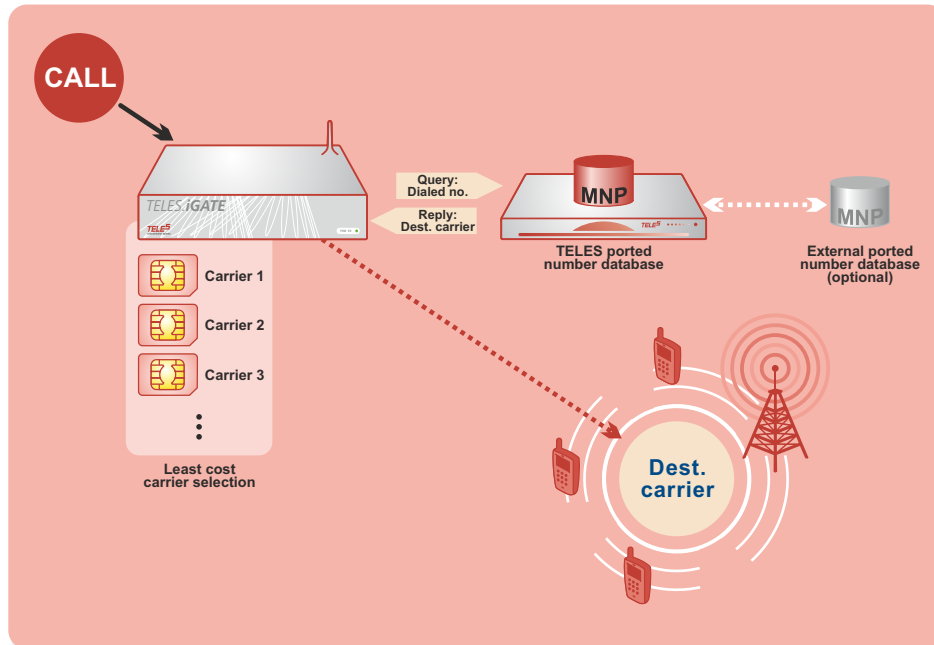 CALL
TELES.iGATE
TELES
Query:
Dialed no.
Reply:
Dest. carrier
MNP
TELES
TELES ported
number database
MNP
External ported
number database
(optional)
Carrier 1
Carrier 2
Carrier 3
Least cost
carrier selection
Dest.
carrier